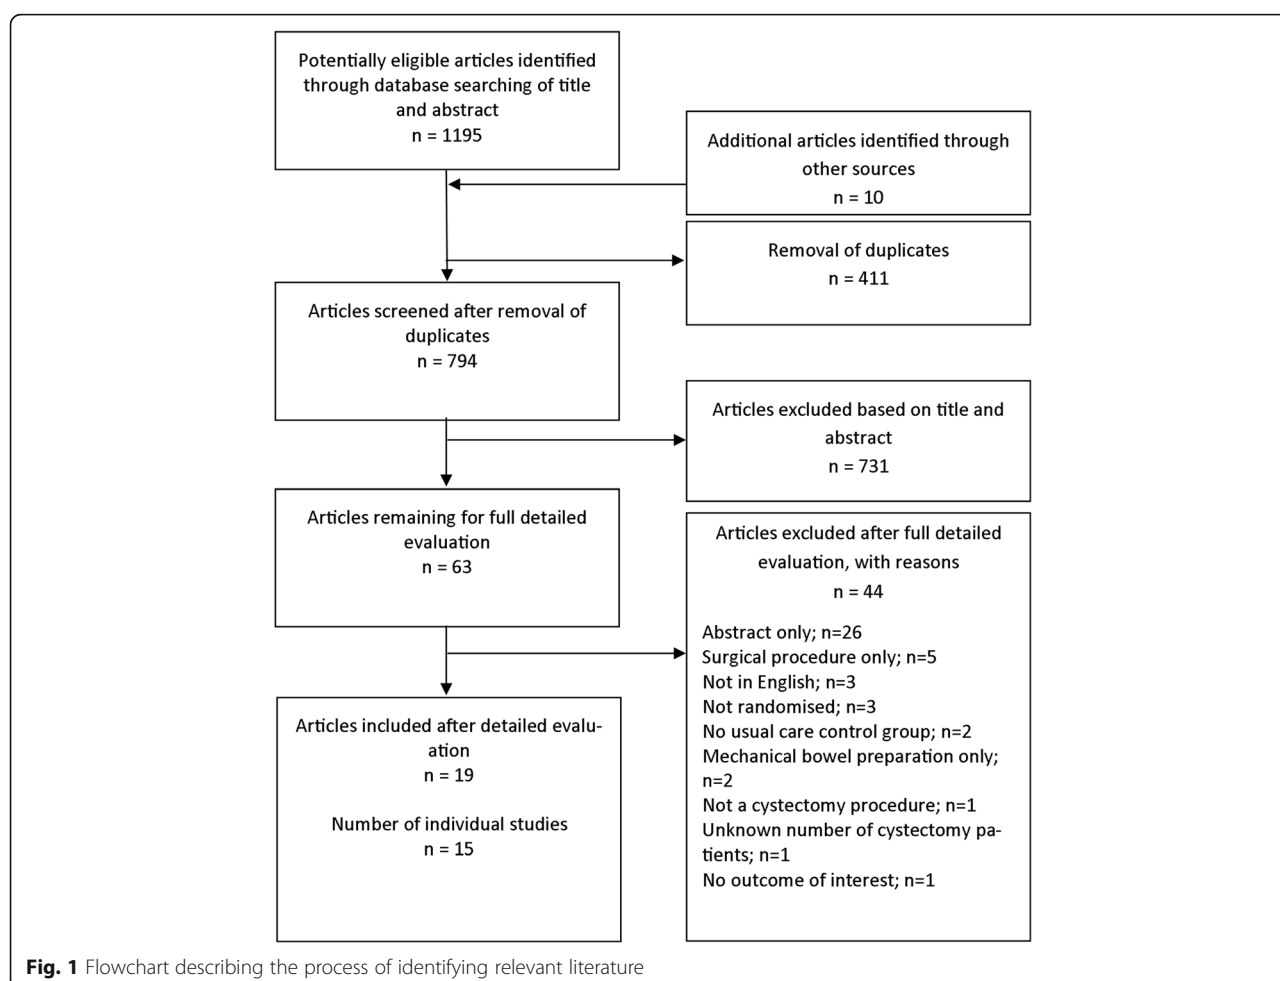 Potentially eligible articles identified
through database searching of title
and abstract
n = 1195
Additional articles identified through
other sources
n = 10
Removal of duplicates
n = 411
Articles screened after removal of
duplicates
n = 794
Articles excluded based on title and
abstract
n = 731
Articles remaining for full detailed
evaluation
n = 63
Articles excluded after full detailed
evaluation, with reasons
n = 44
Abstract only; n=26
Surgical procedure only; n=5
Not in English; n=3
Not randomised; n=3
No usual care control group; n=2
Mechanical bowel preparation only;
n=2
Not a cystectomy procedure; n=1
Unknown number of cystectomy pa-
tients; n=1
No outcome of interest; n=1
Articles included after detailed evalu-
ation
n = 19
Number of individual studies
n = 15
Fig. 1 Flowchart describing the process of identifying relevant literature